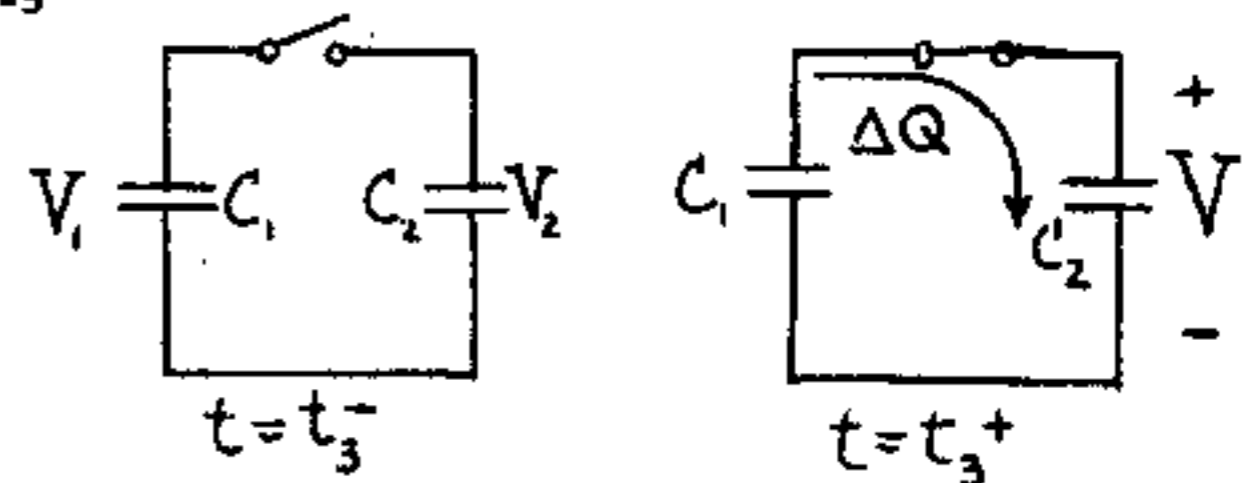 V₁ C₁ C₂ V₂
t = t₃⁻
C₁ ΔQ C₂ + V −
t = t₃⁺